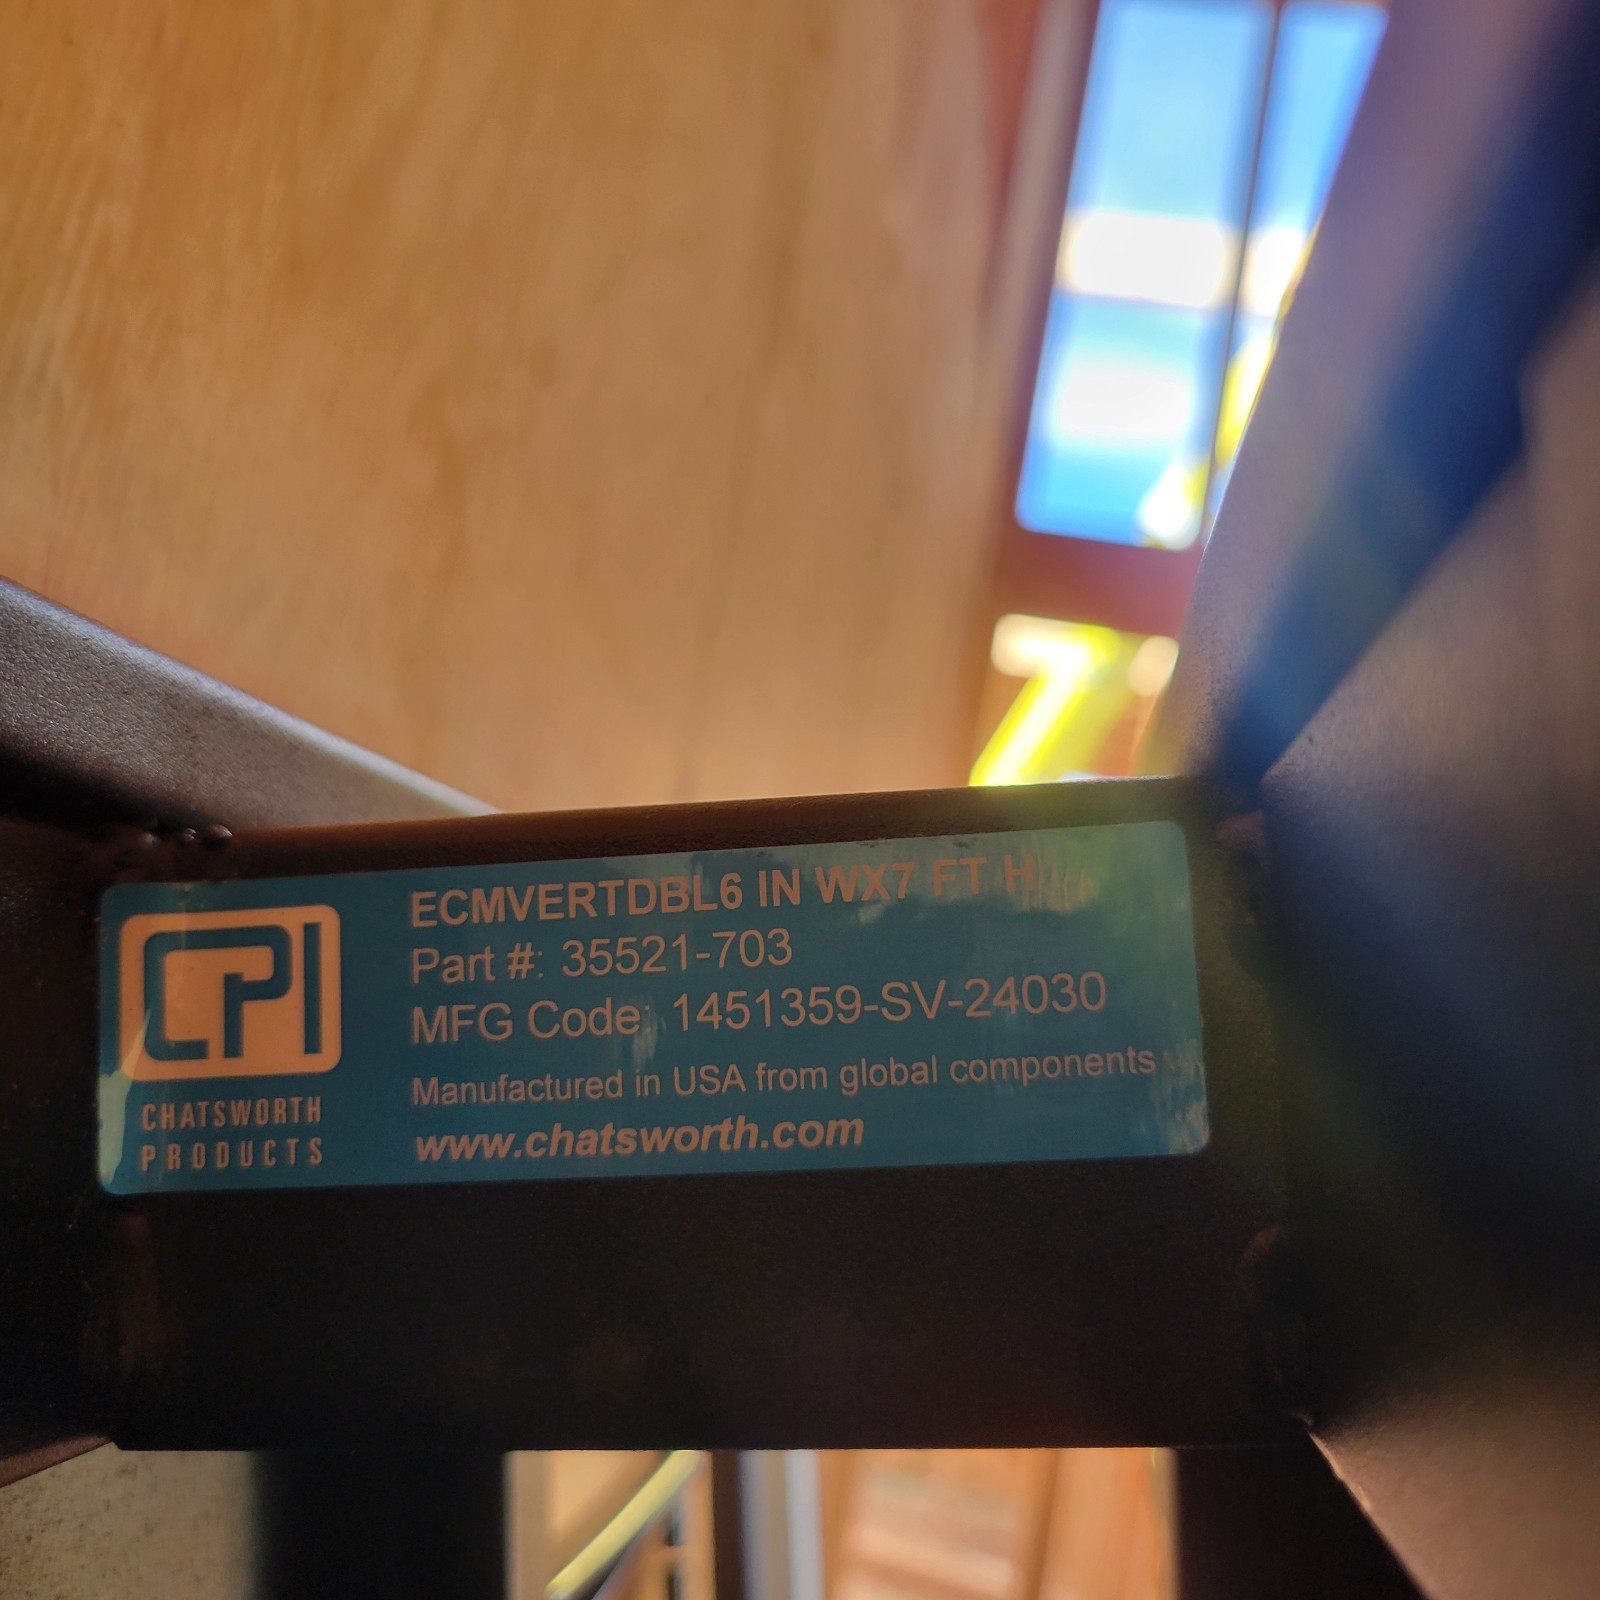 CPI
CHATSWORTH
PRODUCTS
ECMVERTDBL6 IN WX7 FT H
Part #: 35521-703
MFG Code: 1451359-SV-24030
Manufactured in USA from global components
www.chatsworth.com